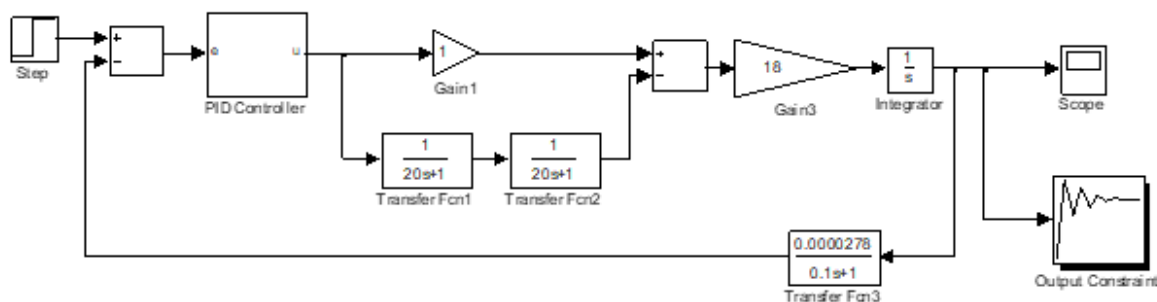 Step
+
−
e
u
PID Controller
1
Gain1
+
−
18
Gain3
1
s
Integrator
Scope
1
20s+1
Transfer Fcn1
1
20s+1
Transfer Fcn2
0.0000278
0.1s+1
Transfer Fcn3
Output Constraint